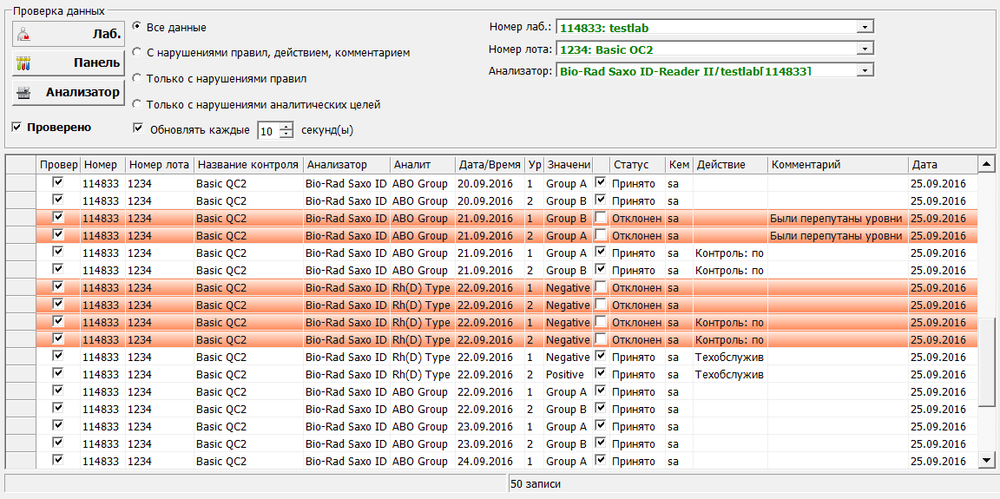 Проверка данных
Лаб.
Панель
Анализатор
Проверено
Все данные
С нарушениями правил, действием, комментарием
Только с нарушениями правил
Только с нарушениями аналитических целей
Обновлять каждые 10 секунд(ы)
Номер лаб.: 114833: testlab
Номер лота: 1234: Basic QC2
Анализатор: Bio-Rad Saxo ID-Reader II/testlab[114833]
Провер Номер Номер лота Название контроля Анализатор Аналит Дата/Время Ур Значени Статус Кем Действие Комментарий Дата
114833 1234 Basic QC2 Bio-Rad Saxo ID ABO Group 20.09.2016 1 Group A Принято sa 25.09.2016
114833 1234 Basic QC2 Bio-Rad Saxo ID ABO Group 20.09.2016 2 Group B Принято sa 25.09.2016
114833 1234 Basic QC2 Bio-Rad Saxo ID ABO Group 21.09.2016 1 Group B Отклонен sa Были перепутаны уровни 25.09.2016
114833 1234 Basic QC2 Bio-Rad Saxo ID ABO Group 21.09.2016 2 Group A Отклонен sa Были перепутаны уровни 25.09.2016
114833 1234 Basic QC2 Bio-Rad Saxo ID ABO Group 21.09.2016 1 Group A Принято sa Контроль: по 25.09.2016
114833 1234 Basic QC2 Bio-Rad Saxo ID ABO Group 21.09.2016 2 Group B Принято sa Контроль: по 25.09.2016
114833 1234 Basic QC2 Bio-Rad Saxo ID Rh(D) Type 22.09.2016 1 Negative Отклонен sa 25.09.2016
114833 1234 Basic QC2 Bio-Rad Saxo ID Rh(D) Type 22.09.2016 2 Negative Отклонен sa 25.09.2016
114833 1234 Basic QC2 Bio-Rad Saxo ID Rh(D) Type 22.09.2016 1 Negative Отклонен sa Контроль: по 25.09.2016
114833 1234 Basic QC2 Bio-Rad Saxo ID Rh(D) Type 22.09.2016 2 Negative Отклонен sa Контроль: по 25.09.2016
114833 1234 Basic QC2 Bio-Rad Saxo ID Rh(D) Type 22.09.2016 1 Negative Принято sa Техобслужив 25.09.2016
114833 1234 Basic QC2 Bio-Rad Saxo ID Rh(D) Type 22.09.2016 2 Positive Принято sa Техобслужив 25.09.2016
114833 1234 Basic QC2 Bio-Rad Saxo ID ABO Group 22.09.2016 1 Group A Принято sa 25.09.2016
114833 1234 Basic QC2 Bio-Rad Saxo ID ABO Group 22.09.2016 2 Group B Принято sa 25.09.2016
114833 1234 Basic QC2 Bio-Rad Saxo ID ABO Group 23.09.2016 1 Group A Принято sa 25.09.2016
114833 1234 Basic QC2 Bio-Rad Saxo ID ABO Group 23.09.2016 2 Group B Принято sa 25.09.2016
114833 1234 Basic QC2 Bio-Rad Saxo ID ABO Group 24.09.2016 1 Group A Принято sa 25.09.2016
50 записи